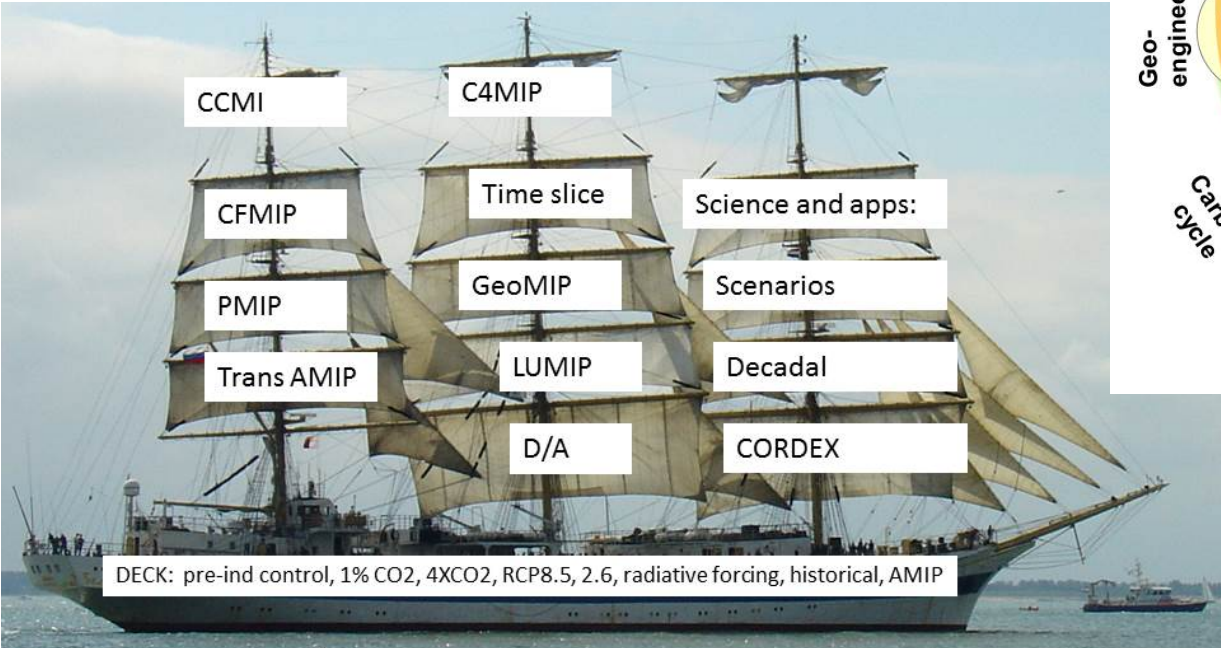 CCMI
C4MIP
CFMIP
Time slice
Science and apps:
PMIP
GeoMIP
Scenarios
Trans AMIP
LUMIP
Decadal
D/A
CORDEX
DECK: pre-ind control, 1% CO2, 4XCO2, RCP8.5, 2.6, radiative forcing, historical, AMIP
Geo-
cycle